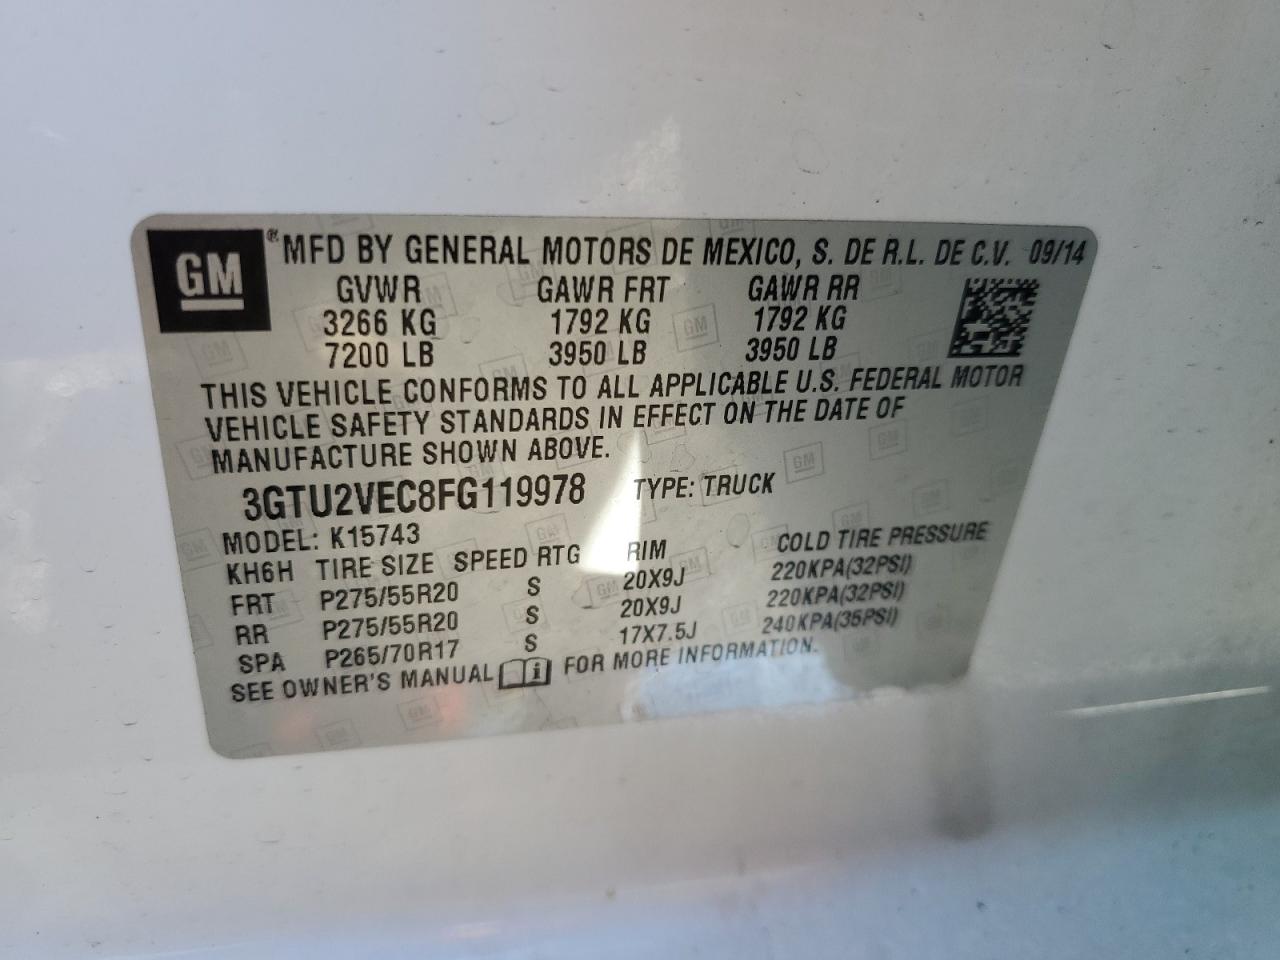 GM
® MFD BY GENERAL MOTORS DE MEXICO, S. DE R.L. DE C.V. 09/14
GVWR GAWR FRT GAWR RR
3266 KG 1792 KG 1792 KG
7200 LB 3950 LB 3950 LB
THIS VEHICLE CONFORMS TO ALL APPLICABLE U.S. FEDERAL MOTOR
VEHICLE SAFETY STANDARDS IN EFFECT ON THE DATE OF
MANUFACTURE SHOWN ABOVE.
3GTU2VEC8FG119978 TYPE: TRUCK
MODEL: K15743
KH6H TIRE SIZE SPEED RTG RIM COLD TIRE PRESSURE
FRT P275/55R20 S 20X9J 220KPA(32PSI)
RR P275/55R20 S 20X9J 220KPA(32PSI)
SPA P265/70R17 S 17X7.5J 240KPA(35PSI)
SEE OWNER'S MANUAL i FOR MORE INFORMATION.